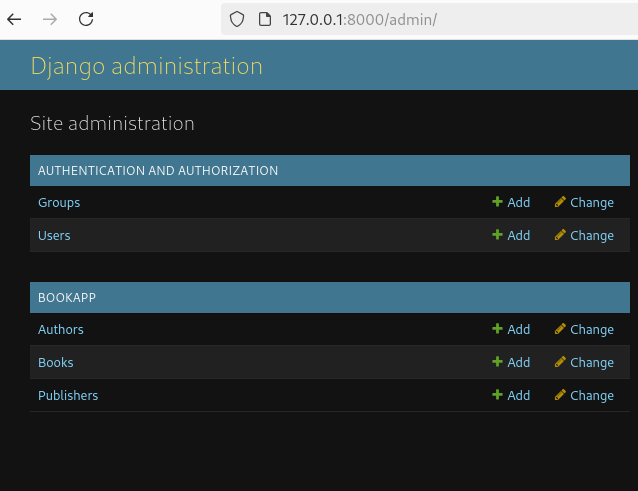 127.0.0.1:8000/admin/
Django administration
Site administration
AUTHENTICATION AND AUTHORIZATION
Groups Add Change
Users Add Change
BOOKAPP
Authors Add Change
Books Add Change
Publishers Add Change